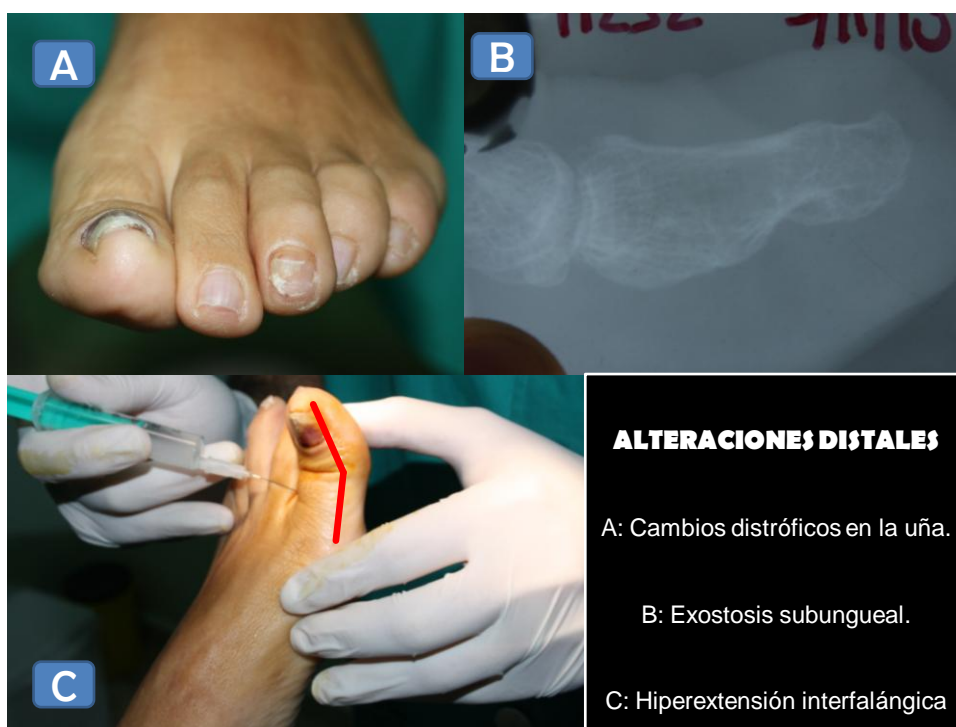 A
B
C
ALTERACIONES DISTALES
A: Cambios distróficos en la uña.
B: Exostosis subungueal.
C: Hiperextensión interfalángica